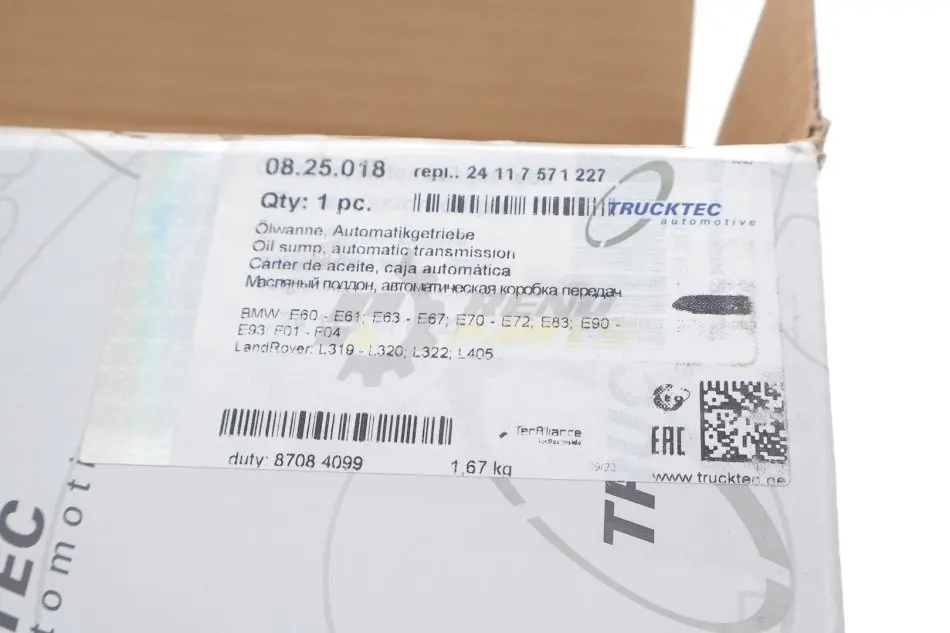 08.25.018 repl.: 24 11 7 571 227
Qty: 1 pc.
TRUCKTEC
automotive
Ölwanne, Automatikgetriebe
Oil sump, automatic transmission
Cárter de aceite, caja automática
Масляный поддон, автоматическая коробка передач
BMW: E60 - E61; E63 - E67; E70 - E72; E83; E90 -
E93; F01 - F04
LandRover: L319 - L320; L322; L405
EAC
duty: 8708 4099 1,67 kg
www.trucktec.de
TEC
tomoti
TR